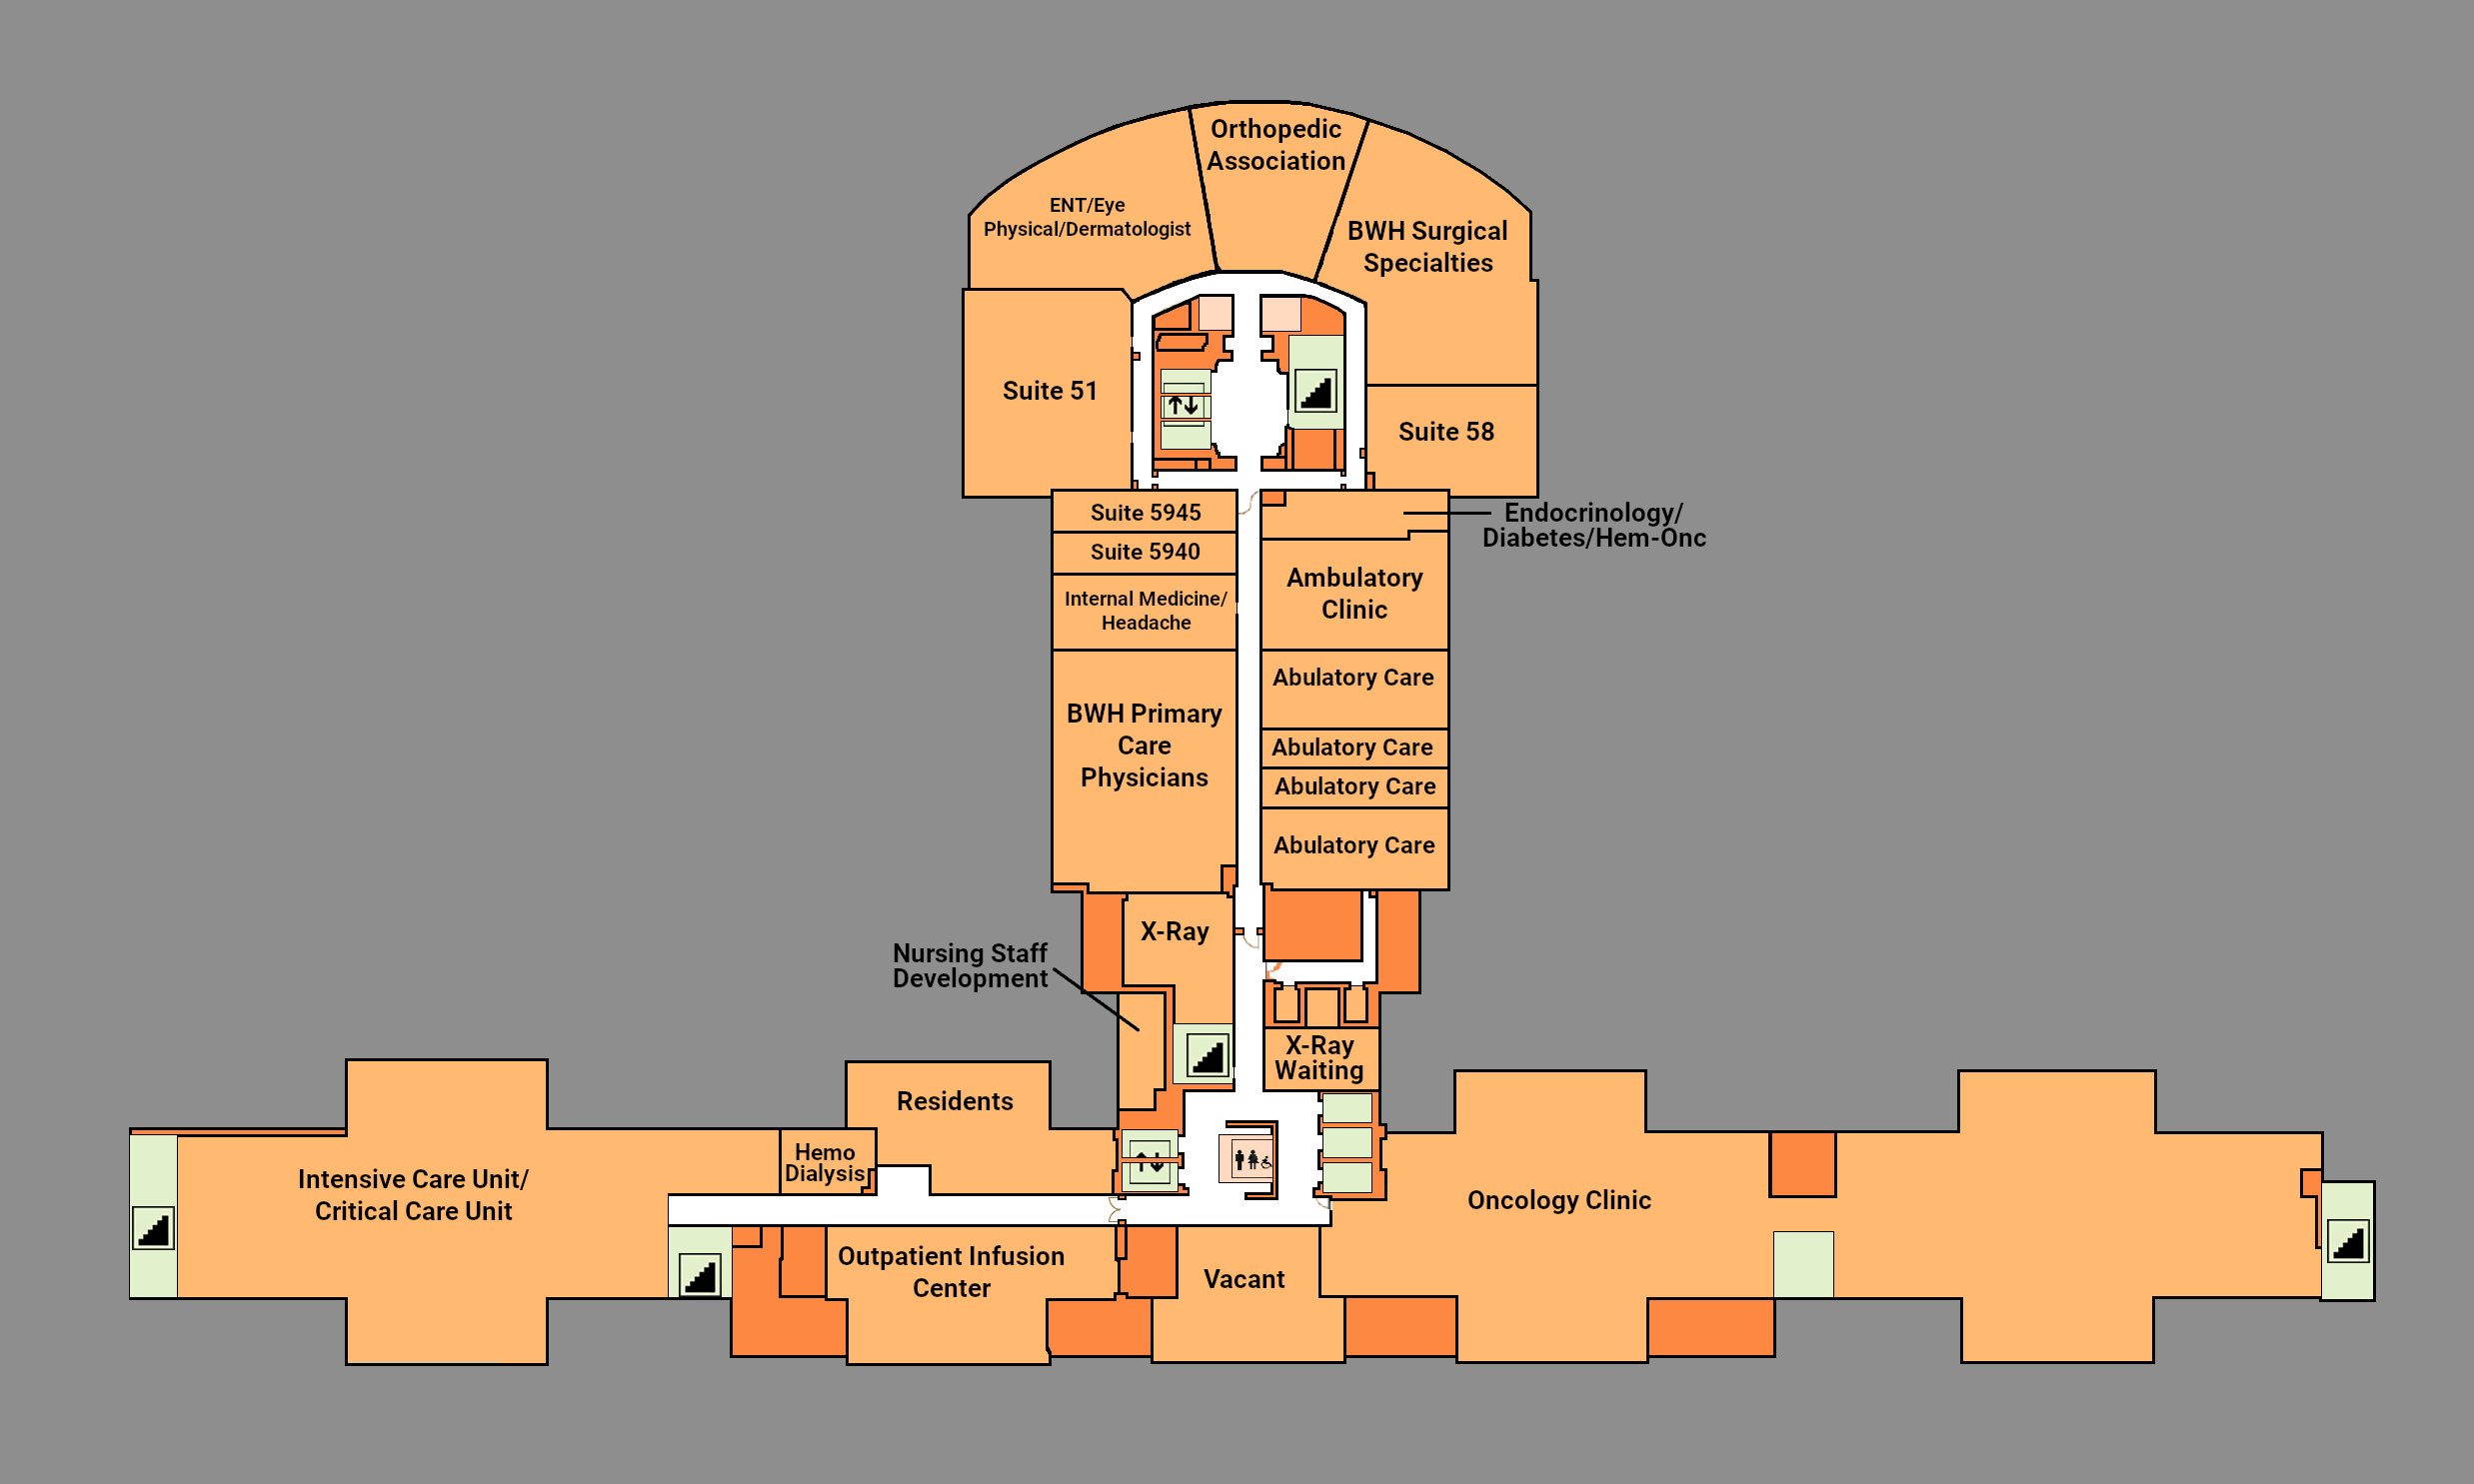 Orthopedic
Association
ENT/Eye
Physical/Dermatologist
BWH Surgical
Specialties
Suite 51
Suite 58
Suite 5945
Endocrinology/
Diabetes/Hem-Onc
Suite 5940
Ambulatory
Clinic
Internal Medicine/
Headache
Abulatory Care
BWH Primary
Care
Physicians
Abulatory Care
Abulatory Care
Abulatory Care
X-Ray
Nursing Staff
Development
X-Ray
Waiting
Residents
Hemo
Dialysis
Intensive Care Unit/
Critical Care Unit
Oncology Clinic
Outpatient Infusion
Center
Vacant